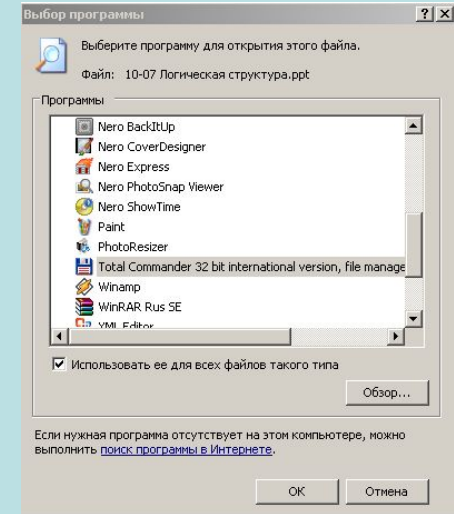 Выбор программы
Выберите программу для открытия этого файла.
Файл: 10-07 Логическая структура.ppt
Программы
Nero BackItUp
Nero CoverDesigner
Nero Express
Nero PhotoSnap Viewer
Nero ShowTime
Paint
PhotoResizer
Total Commander 32 bit international version, file manage
Winamp
WinRAR Rus SE
XML Editor
Использовать ее для всех файлов такого типа
Обзор...
Если нужная программа отсутствует на этом компьютере, можно
выполнить поиск программы в Интернете.
ОК
Отмена